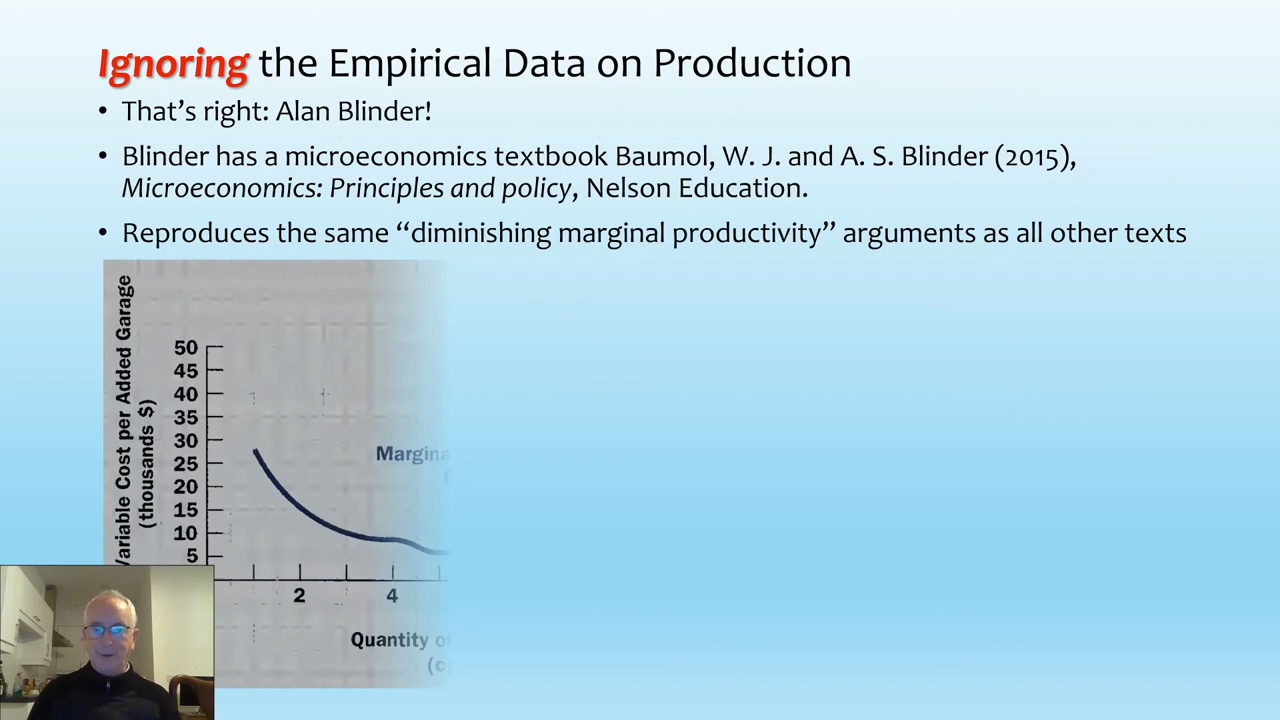 Ignoring the Empirical Data on Production
• That's right: Alan Blinder!
• Blinder has a microeconomics textbook Baumol, W. J. and A. S. Blinder (2015),
Microeconomics: Principles and policy, Nelson Education.
• Reproduces the same “diminishing marginal productivity” arguments as all other texts
Variable Cost per Added Garage
(thousands $)
50
45
40
35
30
25
20
15
10
5
Margina
2
4
Quantity o
(c